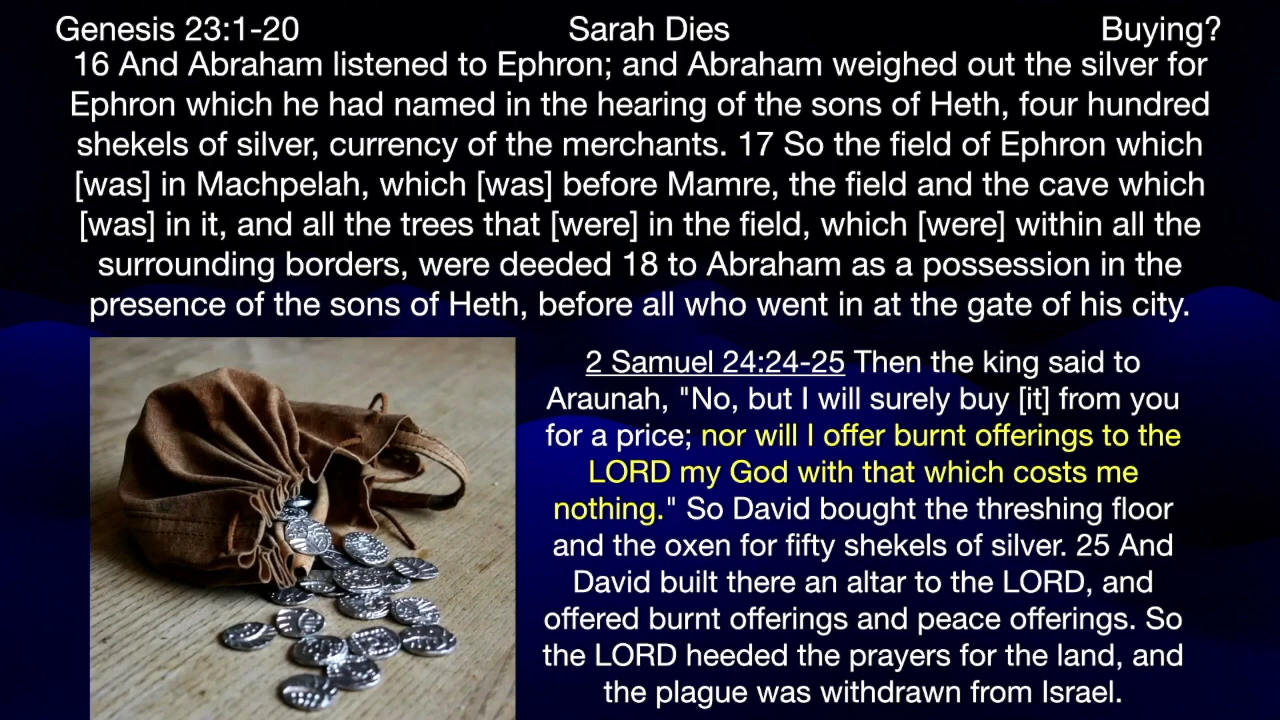 Genesis 23:1-20 Sarah Dies Buying?
16 And Abraham listened to Ephron; and Abraham weighed out the silver for
Ephron which he had named in the hearing of the sons of Heth, four hundred
shekels of silver, currency of the merchants. 17 So the field of Ephron which
[was] in Machpelah, which [was] before Mamre, the field and the cave which
[was] in it, and all the trees that [were] in the field, which [were] within all the
surrounding borders, were deeded 18 to Abraham as a possession in the
presence of the sons of Heth, before all who went in at the gate of his city.
2 Samuel 24:24-25 Then the king said to
Araunah, "No, but I will surely buy [it] from you
for a price; nor will I offer burnt offerings to the
LORD my God with that which costs me
nothing." So David bought the threshing floor
and the oxen for fifty shekels of silver. 25 And
David built there an altar to the LORD, and
offered burnt offerings and peace offerings. So
the LORD heeded the prayers for the land, and
the plague was withdrawn from Israel.